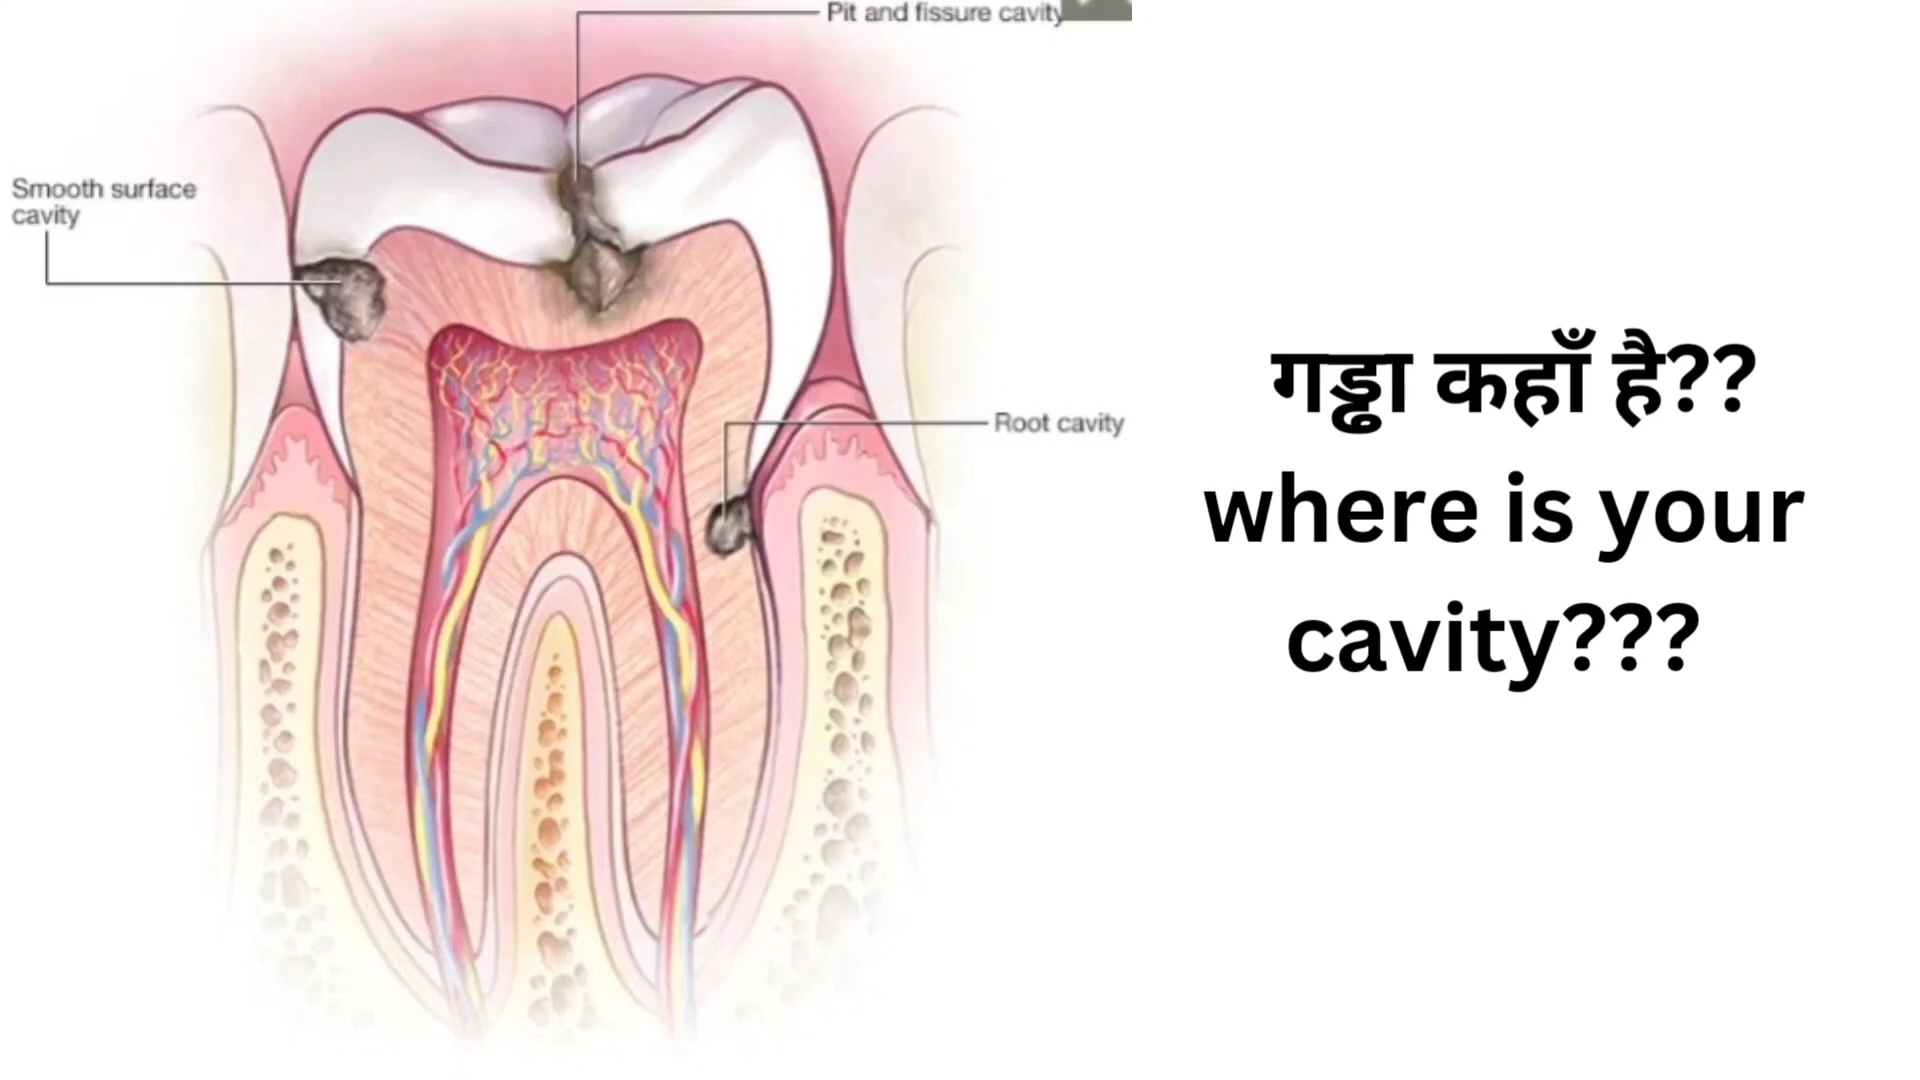 Pit and fissure cavity
Smooth surface
cavity
Root cavity
गड्ढा कहाँ है??
where is your
cavity???